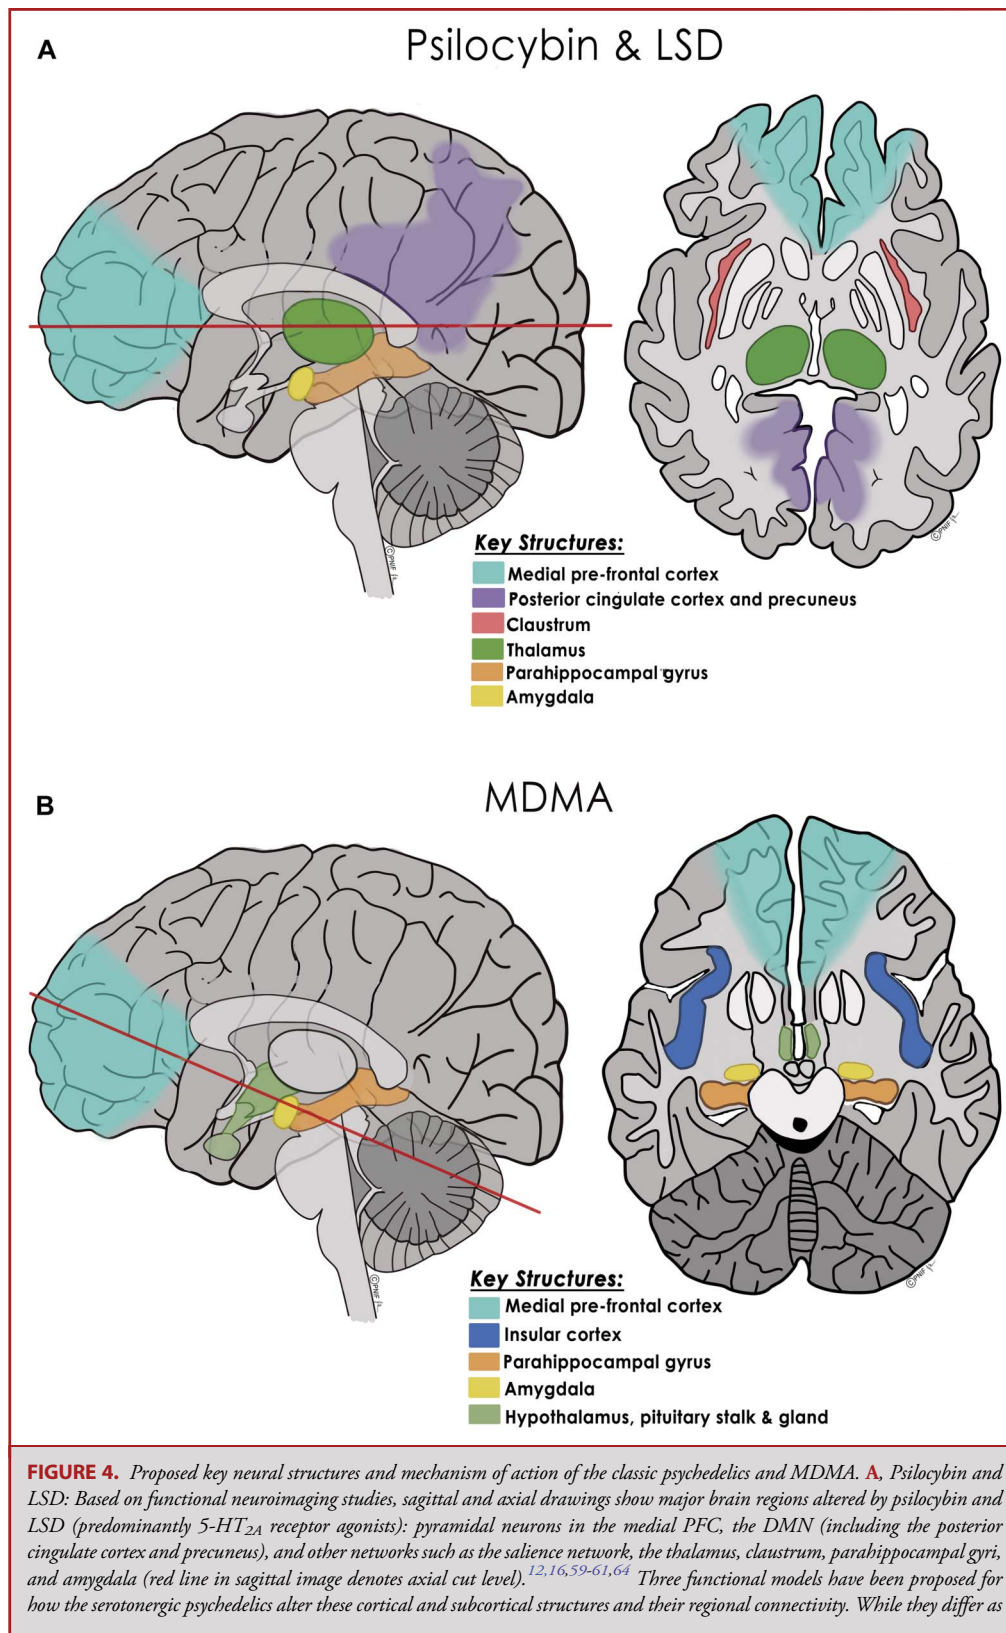 A
Psilocybin & LSD
©PNIF
©PNIF
Key Structures:
Medial pre-frontal cortex
Posterior cingulate cortex and precuneus
Claustrum
Thalamus
Parahippocampal gyrus
Amygdala
B
MDMA
©PNIF
©PNIF
Key Structures:
Medial pre-frontal cortex
Insular cortex
Parahippocampal gyrus
Amygdala
Hypothalamus, pituitary stalk & gland
FIGURE 4. Proposed key neural structures and mechanism of action of the classic psychedelics and MDMA. A, Psilocybin and
LSD: Based on functional neuroimaging studies, sagittal and axial drawings show major brain regions altered by psilocybin and
LSD (predominantly 5-HT2A receptor agonists): pyramidal neurons in the medial PFC, the DMN (including the posterior
cingulate cortex and precuneus), and other networks such as the salience network, the thalamus, claustrum, parahippocampal gyri,
and amygdala (red line in sagittal image denotes axial cut level).12,16,59-61,64 Three functional models have been proposed for
how the serotonergic psychedelics alter these cortical and subcortical structures and their regional connectivity. While they differ as